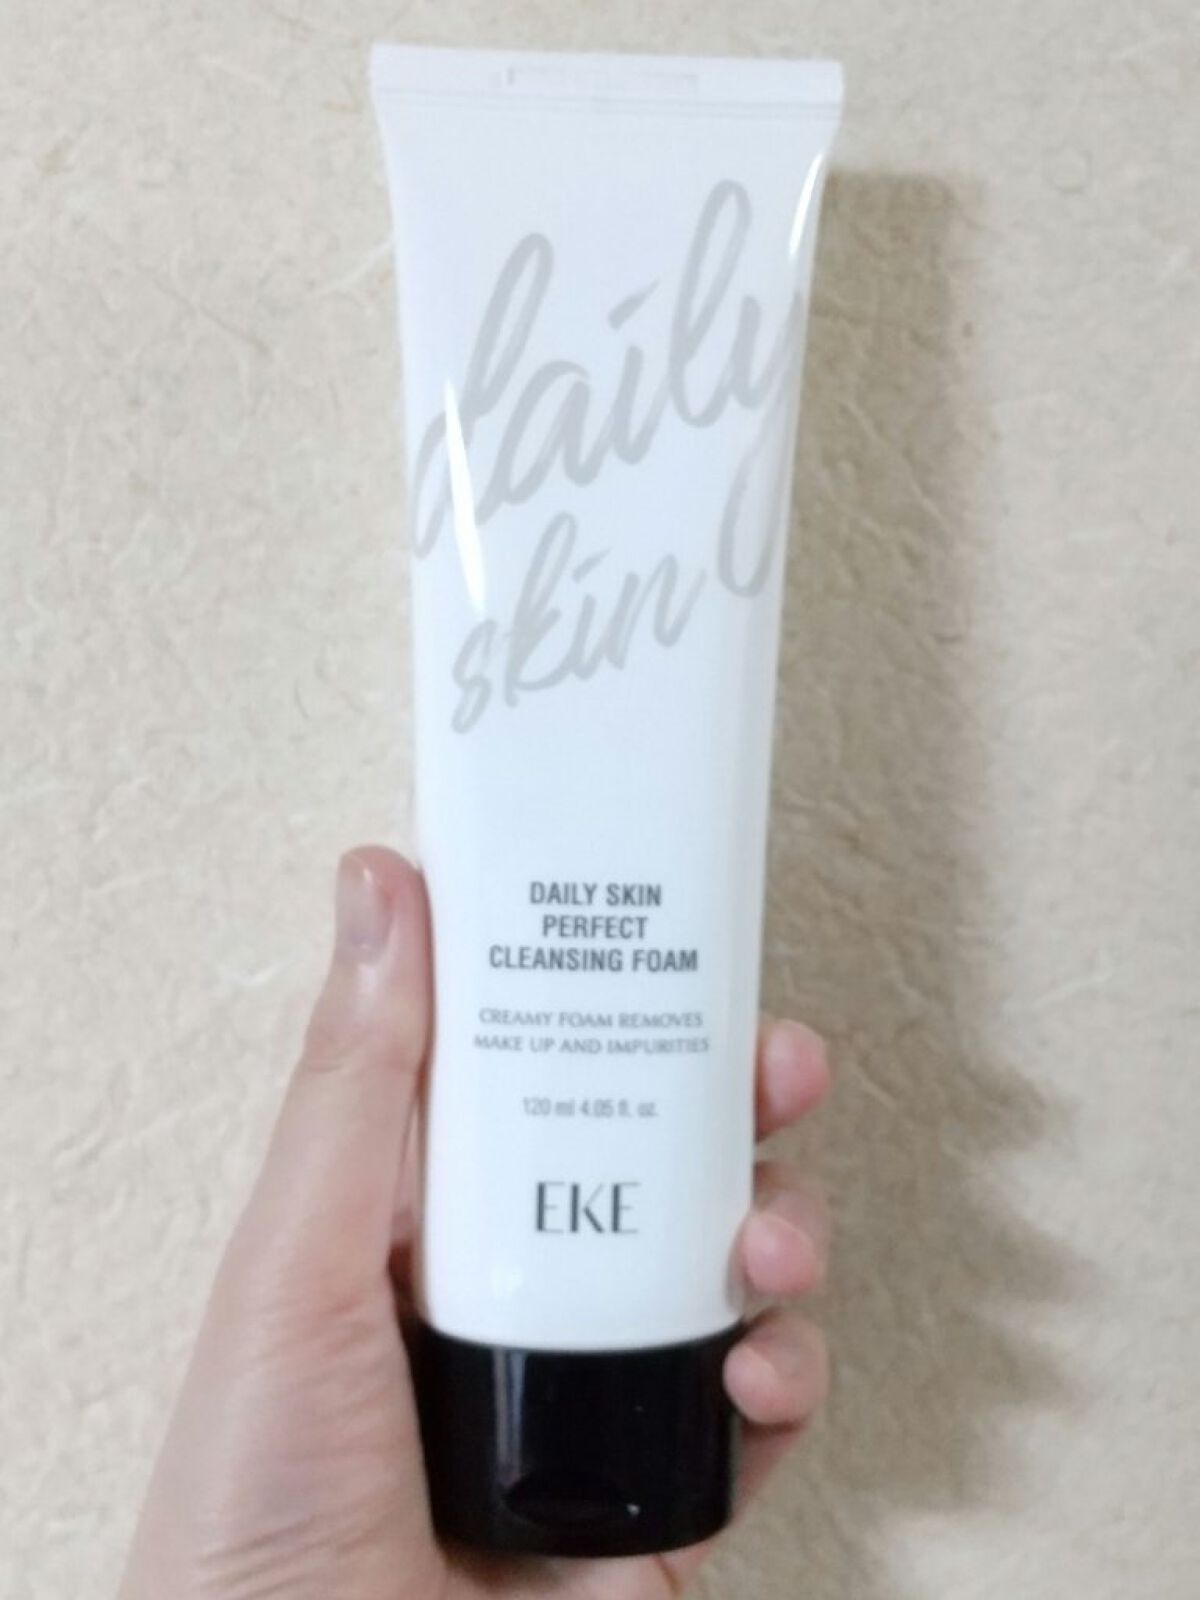 daily
skin
DAILY SKIN
PERFECT
CLEANSING FOAM
CREAMY FOAM REMOVES
MAKE UP AND IMPURITIES
120 ml 4.05 fl. oz.
EKE